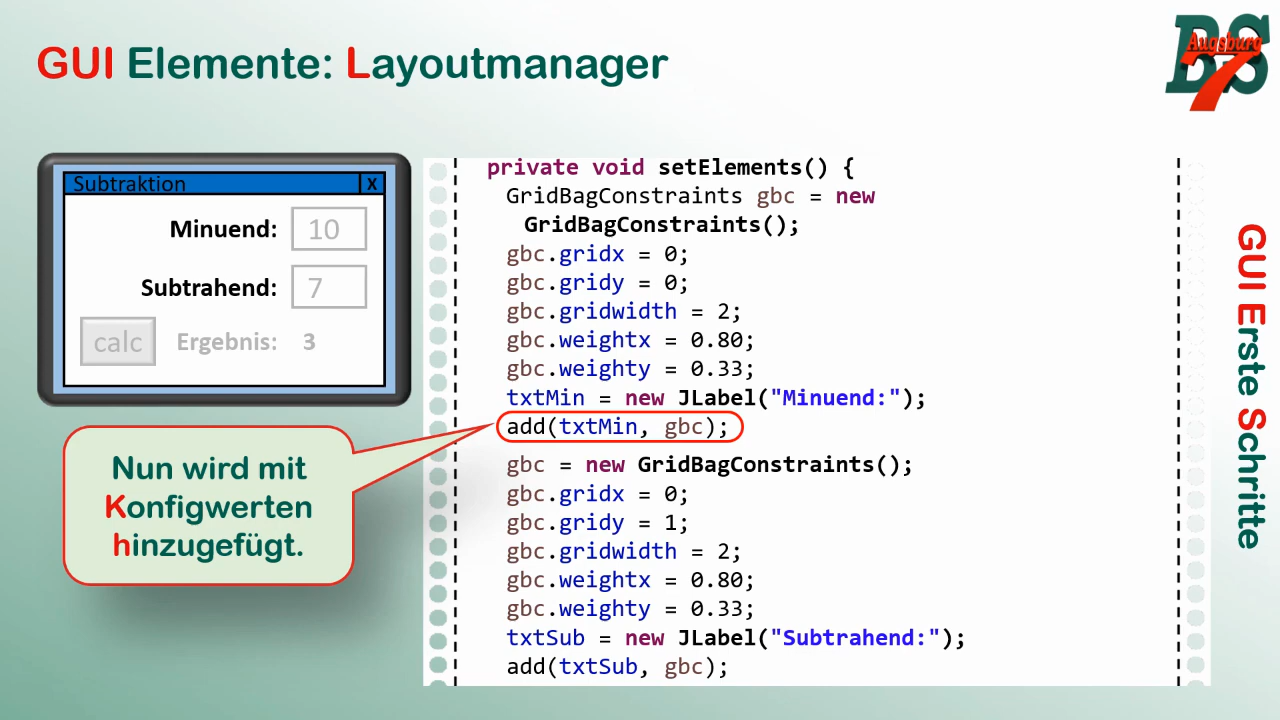 GUI Elemente: Layoutmanager
BS
Augsburg
7
Subtraktion X
Minuend: 10
Subtrahend: 7
calc Ergebnis: 3
Nun wird mit
Konfigwerten
hinzugefügt.
private void setElements() {
GridBagConstraints gbc = new
GridBagConstraints();
gbc.gridx = 0;
gbc.gridy = 0;
gbc.gridwidth = 2;
gbc.weightx = 0.80;
gbc.weighty = 0.33;
txtMin = new JLabel("Minuend:");
add(txtMin, gbc);
gbc = new GridBagConstraints();
gbc.gridx = 0;
gbc.gridy = 1;
gbc.gridwidth = 2;
gbc.weightx = 0.80;
gbc.weighty = 0.33;
txtSub = new JLabel("Subtrahend:");
add(txtSub, gbc);
GUI Erste Schritte